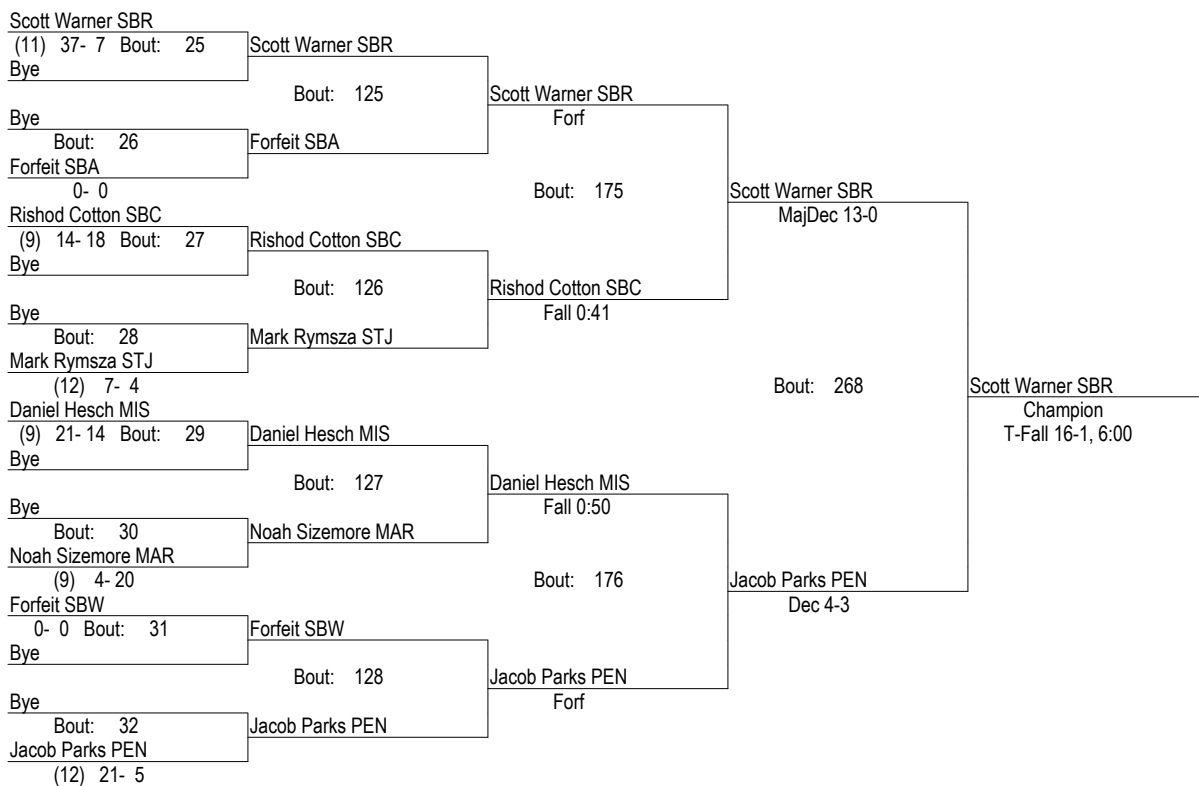 Scott Warner SBR
(11) 37- 7 Bout: 25
Bye
Bye
Bout: 26
Forfeit SBA
0- 0
Rishod Cotton SBC
(9) 14- 18 Bout: 27
Bye
Bye
Bout: 28
Mark Rymsza STJ
(12) 7- 4
Daniel Hesch MIS
(9) 21- 14 Bout: 29
Bye
Bye
Bout: 30
Noah Sizemore MAR
(9) 4- 20
Forfeit SBW
0- 0 Bout: 31
Bye
Bye
Bout: 32
Jacob Parks PEN
(12) 21- 5
Scott Warner SBR
Bout: 125
Forfeit SBA
Rishod Cotton SBC
Bout: 126
Mark Rymsza STJ
Daniel Hesch MIS
Bout: 127
Noah Sizemore MAR
Forfeit SBW
Bout: 128
Jacob Parks PEN
Scott Warner SBR
Forf
Bout: 175
Rishod Cotton SBC
Fall 0:41
Daniel Hesch MIS
Fall 0:50
Bout: 176
Jacob Parks PEN
Forf
Scott Warner SBR
MajDec 13-0
Bout: 268
Jacob Parks PEN
Dec 4-3
Scott Warner SBR
Champion
T-Fall 16-1, 6:00